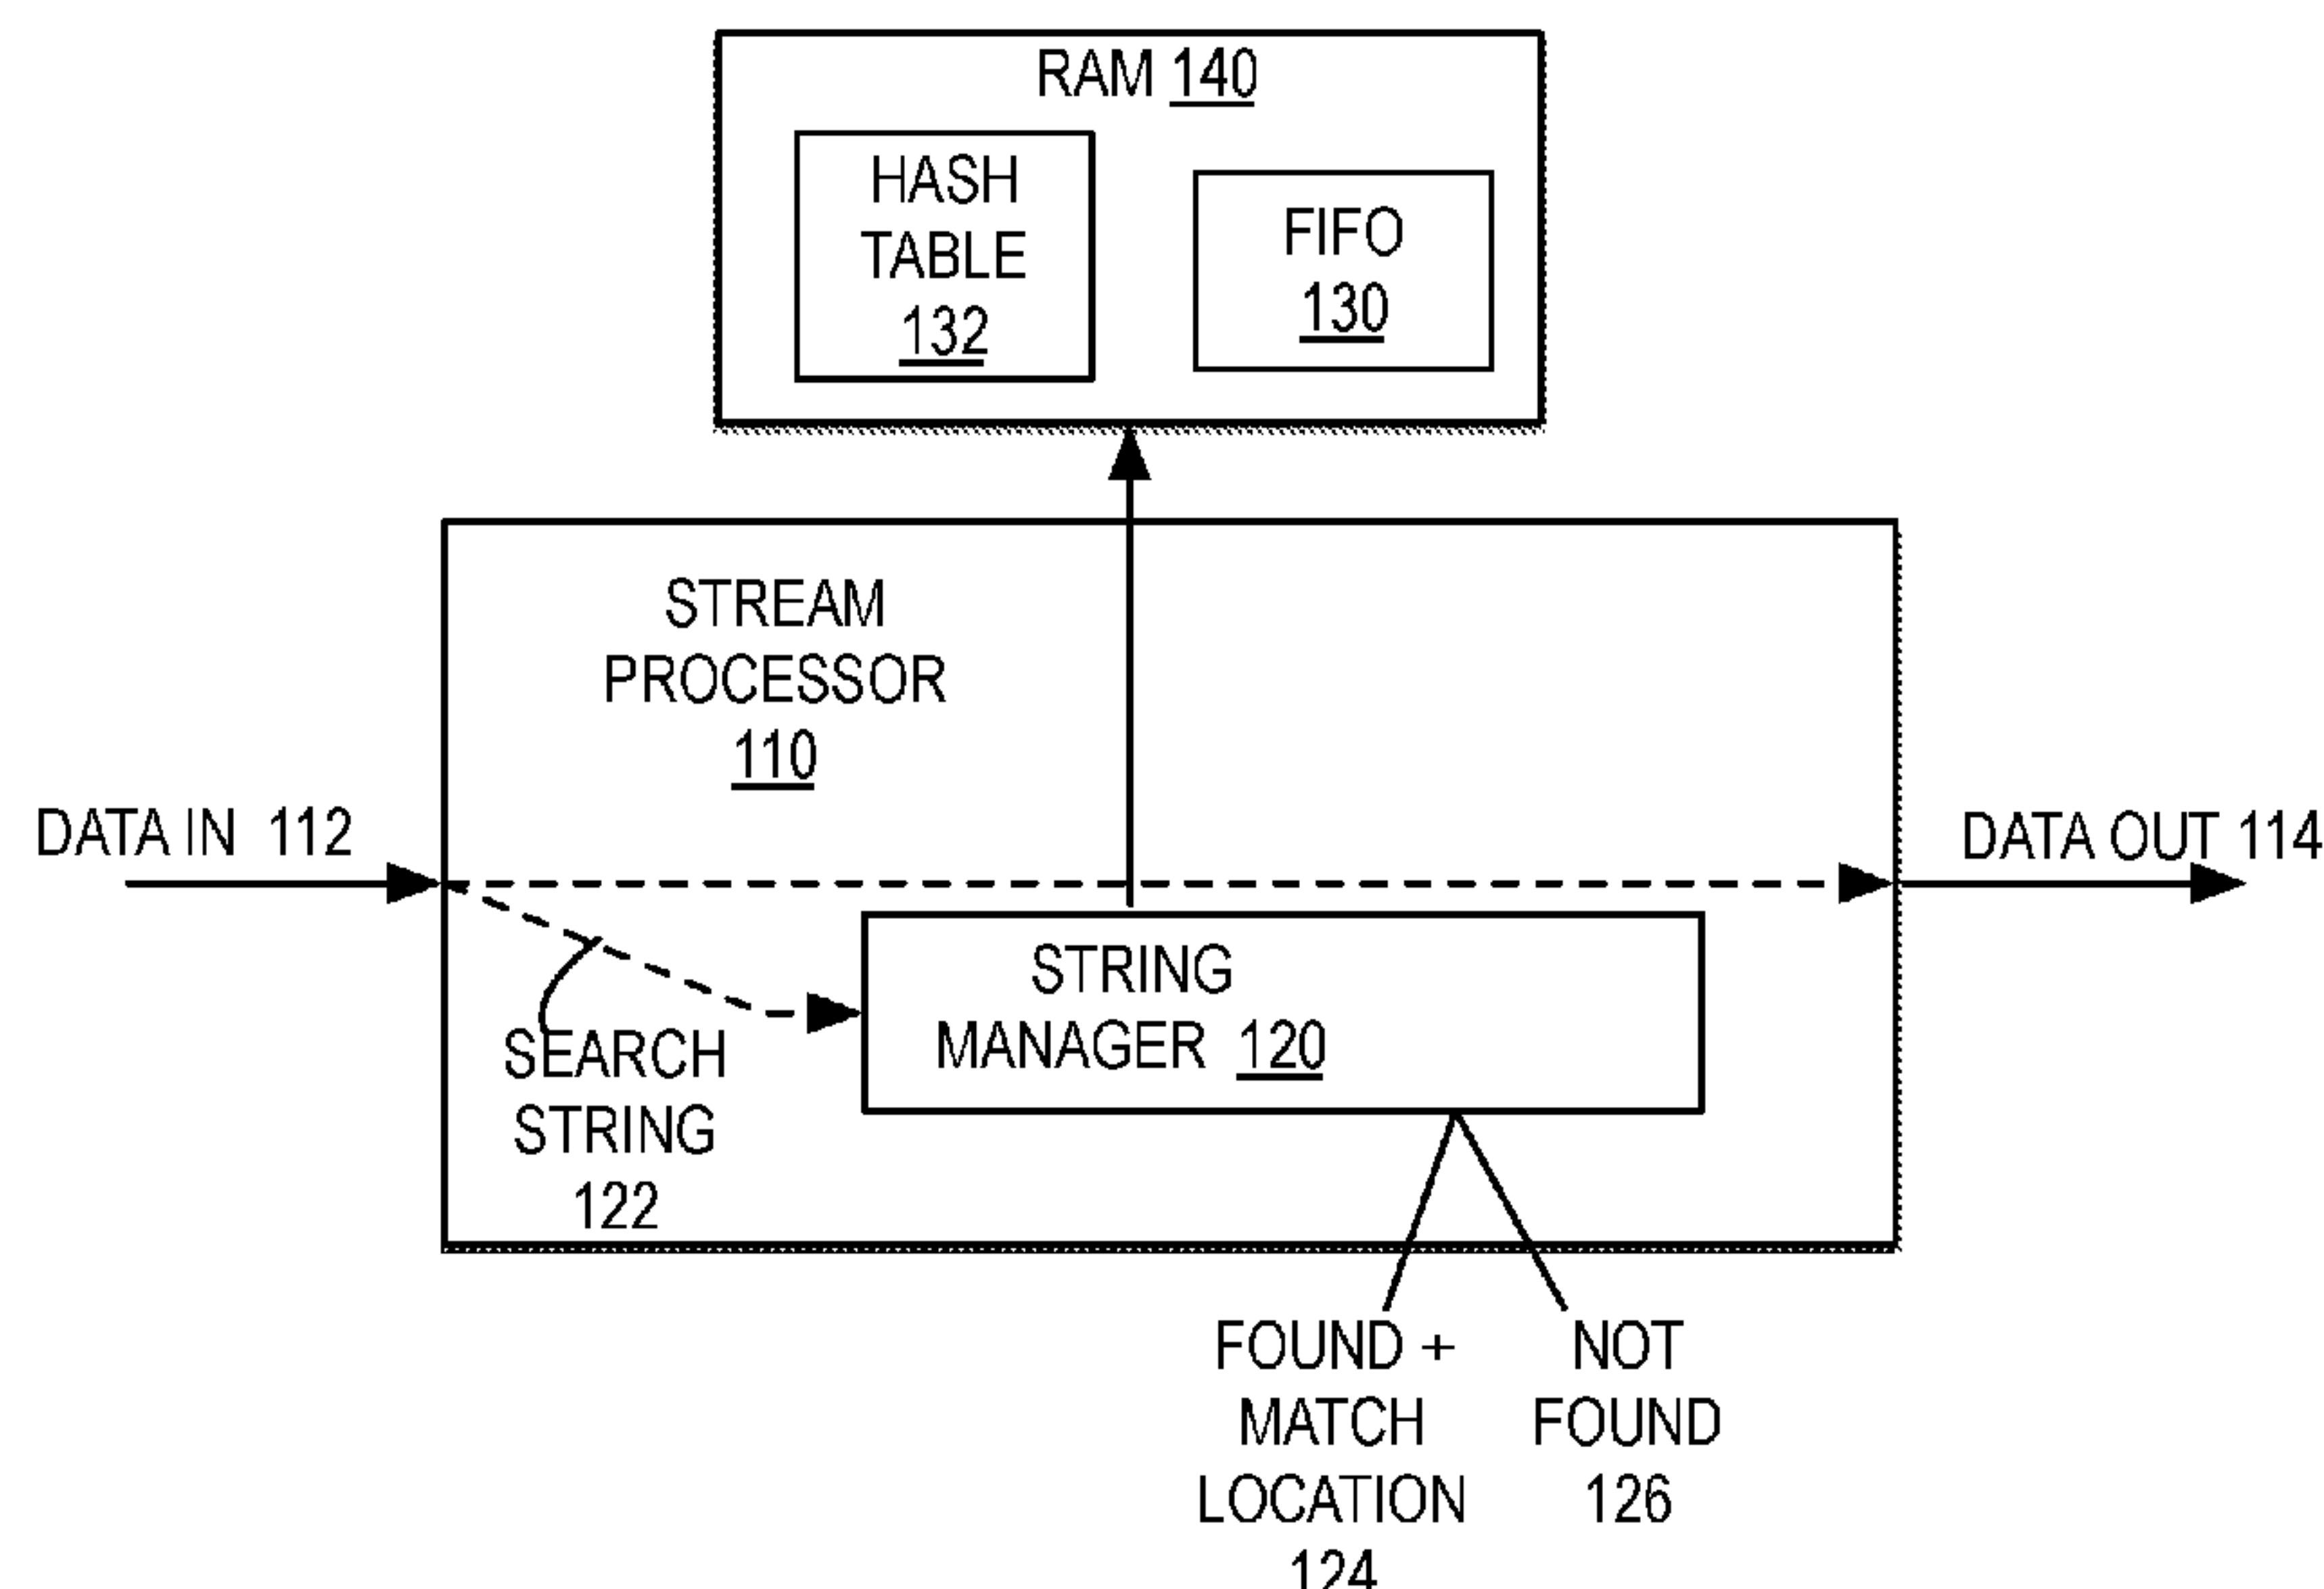 RAM 140
HASH
TABLE
132
FIFO
130
STREAM
PROCESSOR
110
DATA IN 112
DATA OUT 114
STRING
MANAGER 120
SEARCH
STRING
122
FOUND +
MATCH
LOCATION
124
NOT
FOUND
126